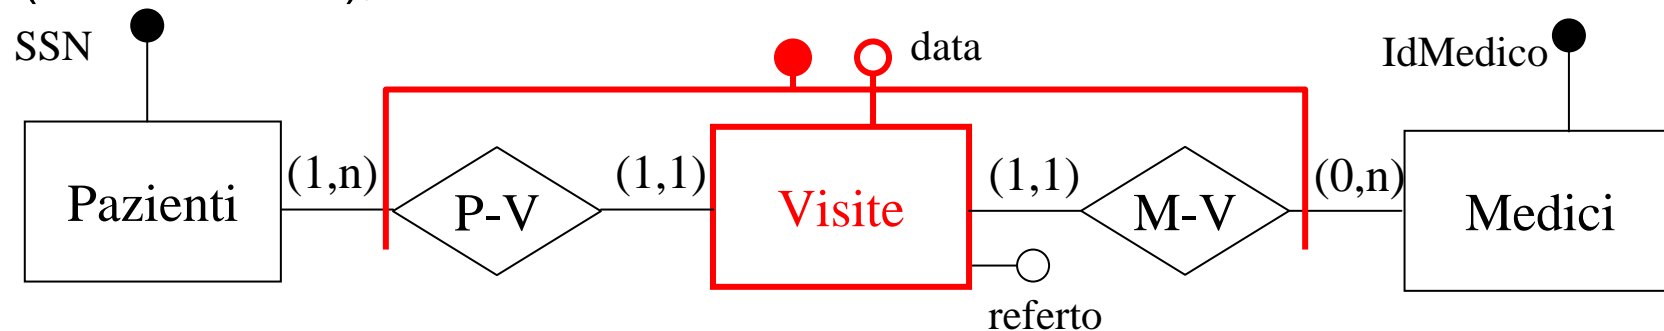 SSN
data
IdMedico
(1,n)
(1,1)
(1,1)
(0,n)
Pazienti
P-V
Visite
M-V
Medici
referto